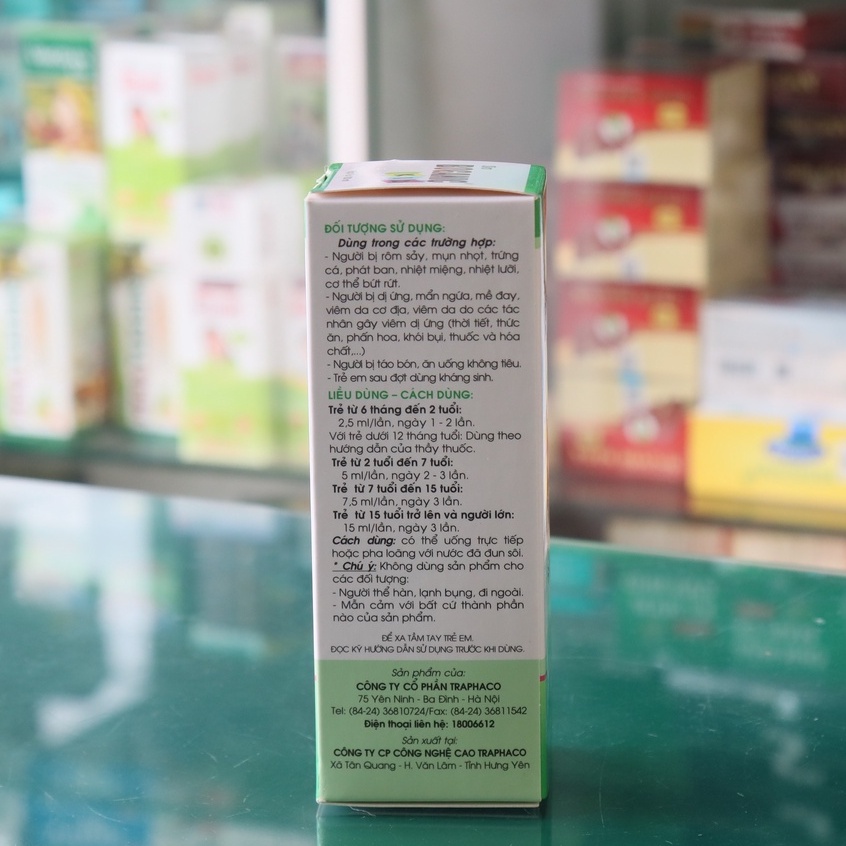 ĐỐI TƯỢNG SỬ DỤNG:
Dùng trong các trường hợp:
- Người bị rôm sảy, mụn nhọt, trứng
cá, phát ban, nhiệt miệng, nhiệt lưỡi,
cơ thể bứt rứt.
- Người bị dị ứng, mẩn ngứa, mề đay,
viêm da cơ địa, viêm da do các tác
nhân gây viêm dị ứng (thời tiết, thức
ăn, phấn hoa, khói bụi, thuốc và hóa
chất,...)
- Người bị táo bón, ăn uống không tiêu.
- Trẻ em sau đợt dùng kháng sinh.
LIỀU DÙNG – CÁCH DÙNG:
Trẻ từ 6 tháng đến 2 tuổi:
2,5 ml/lần, ngày 1 - 2 lần.
Với trẻ dưới 12 tháng tuổi: Dùng theo
hướng dẫn của thầy thuốc.
Trẻ từ 2 tuổi đến 7 tuổi:
5 ml/lần, ngày 2 - 3 lần.
Trẻ từ 7 tuổi đến 15 tuổi:
7,5 ml/lần, ngày 3 lần.
Trẻ từ 15 tuổi trở lên và người lớn:
15 ml/lần, ngày 3 lần.
Cách dùng: có thể uống trực tiếp
hoặc pha loãng với nước đã đun sôi.
* Chú ý: Không dùng sản phẩm cho
các đối tượng:
- Người thể hàn, lạnh bụng, đi ngoài.
- Mẫn cảm với bất cứ thành phần
nào của sản phẩm.
ĐỂ XA TẦM TAY TRẺ EM.
ĐỌC KỸ HƯỚNG DẪN SỬ DỤNG TRƯỚC KHI DÙNG.
Sản phẩm của:
CÔNG TY CỔ PHẦN TRAPHACO
75 Yên Ninh - Ba Đình - Hà Nội
Tel: (84-24) 36810724/Fax: (84-24) 36811542
Điện thoại liên hệ: 18006612
Sản xuất tại:
CÔNG TY CP CÔNG NGHỆ CAO TRAPHACO
Xã Tân Quang - H. Văn Lâm - Tỉnh Hưng Yên